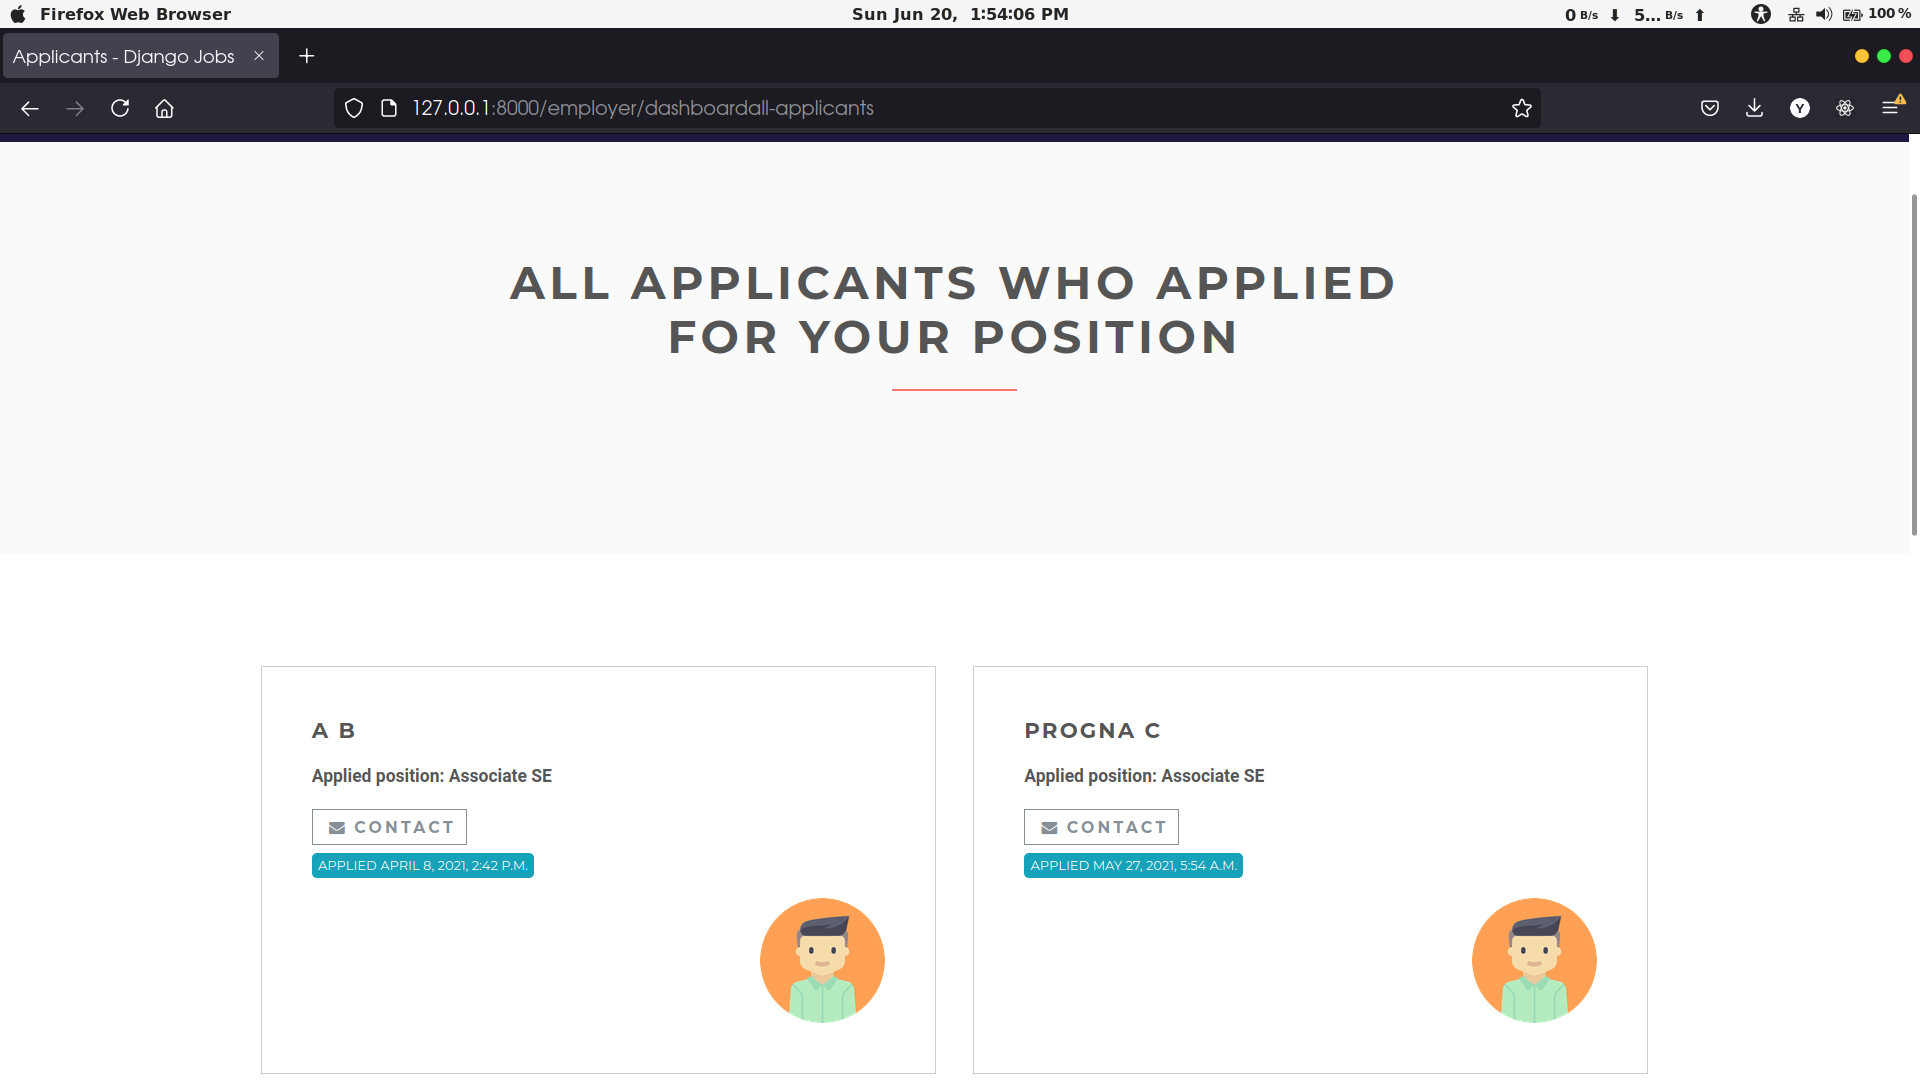 Firefox Web Browser
Sun Jun 20, 1:54:06 PM
0 B/s ⬇ 5... B/s ⬆
100 %
Applicants - Django Jobs
127.0.0.1:8000/employer/dashboardall-applicants
Y
ALL APPLICANTS WHO APPLIED
FOR YOUR POSITION
A B
Applied position: Associate SE
CONTACT
APPLIED APRIL 8, 2021, 2:42 P.M.
PROGNA C
Applied position: Associate SE
CONTACT
APPLIED MAY 27, 2021, 5:54 A.M.